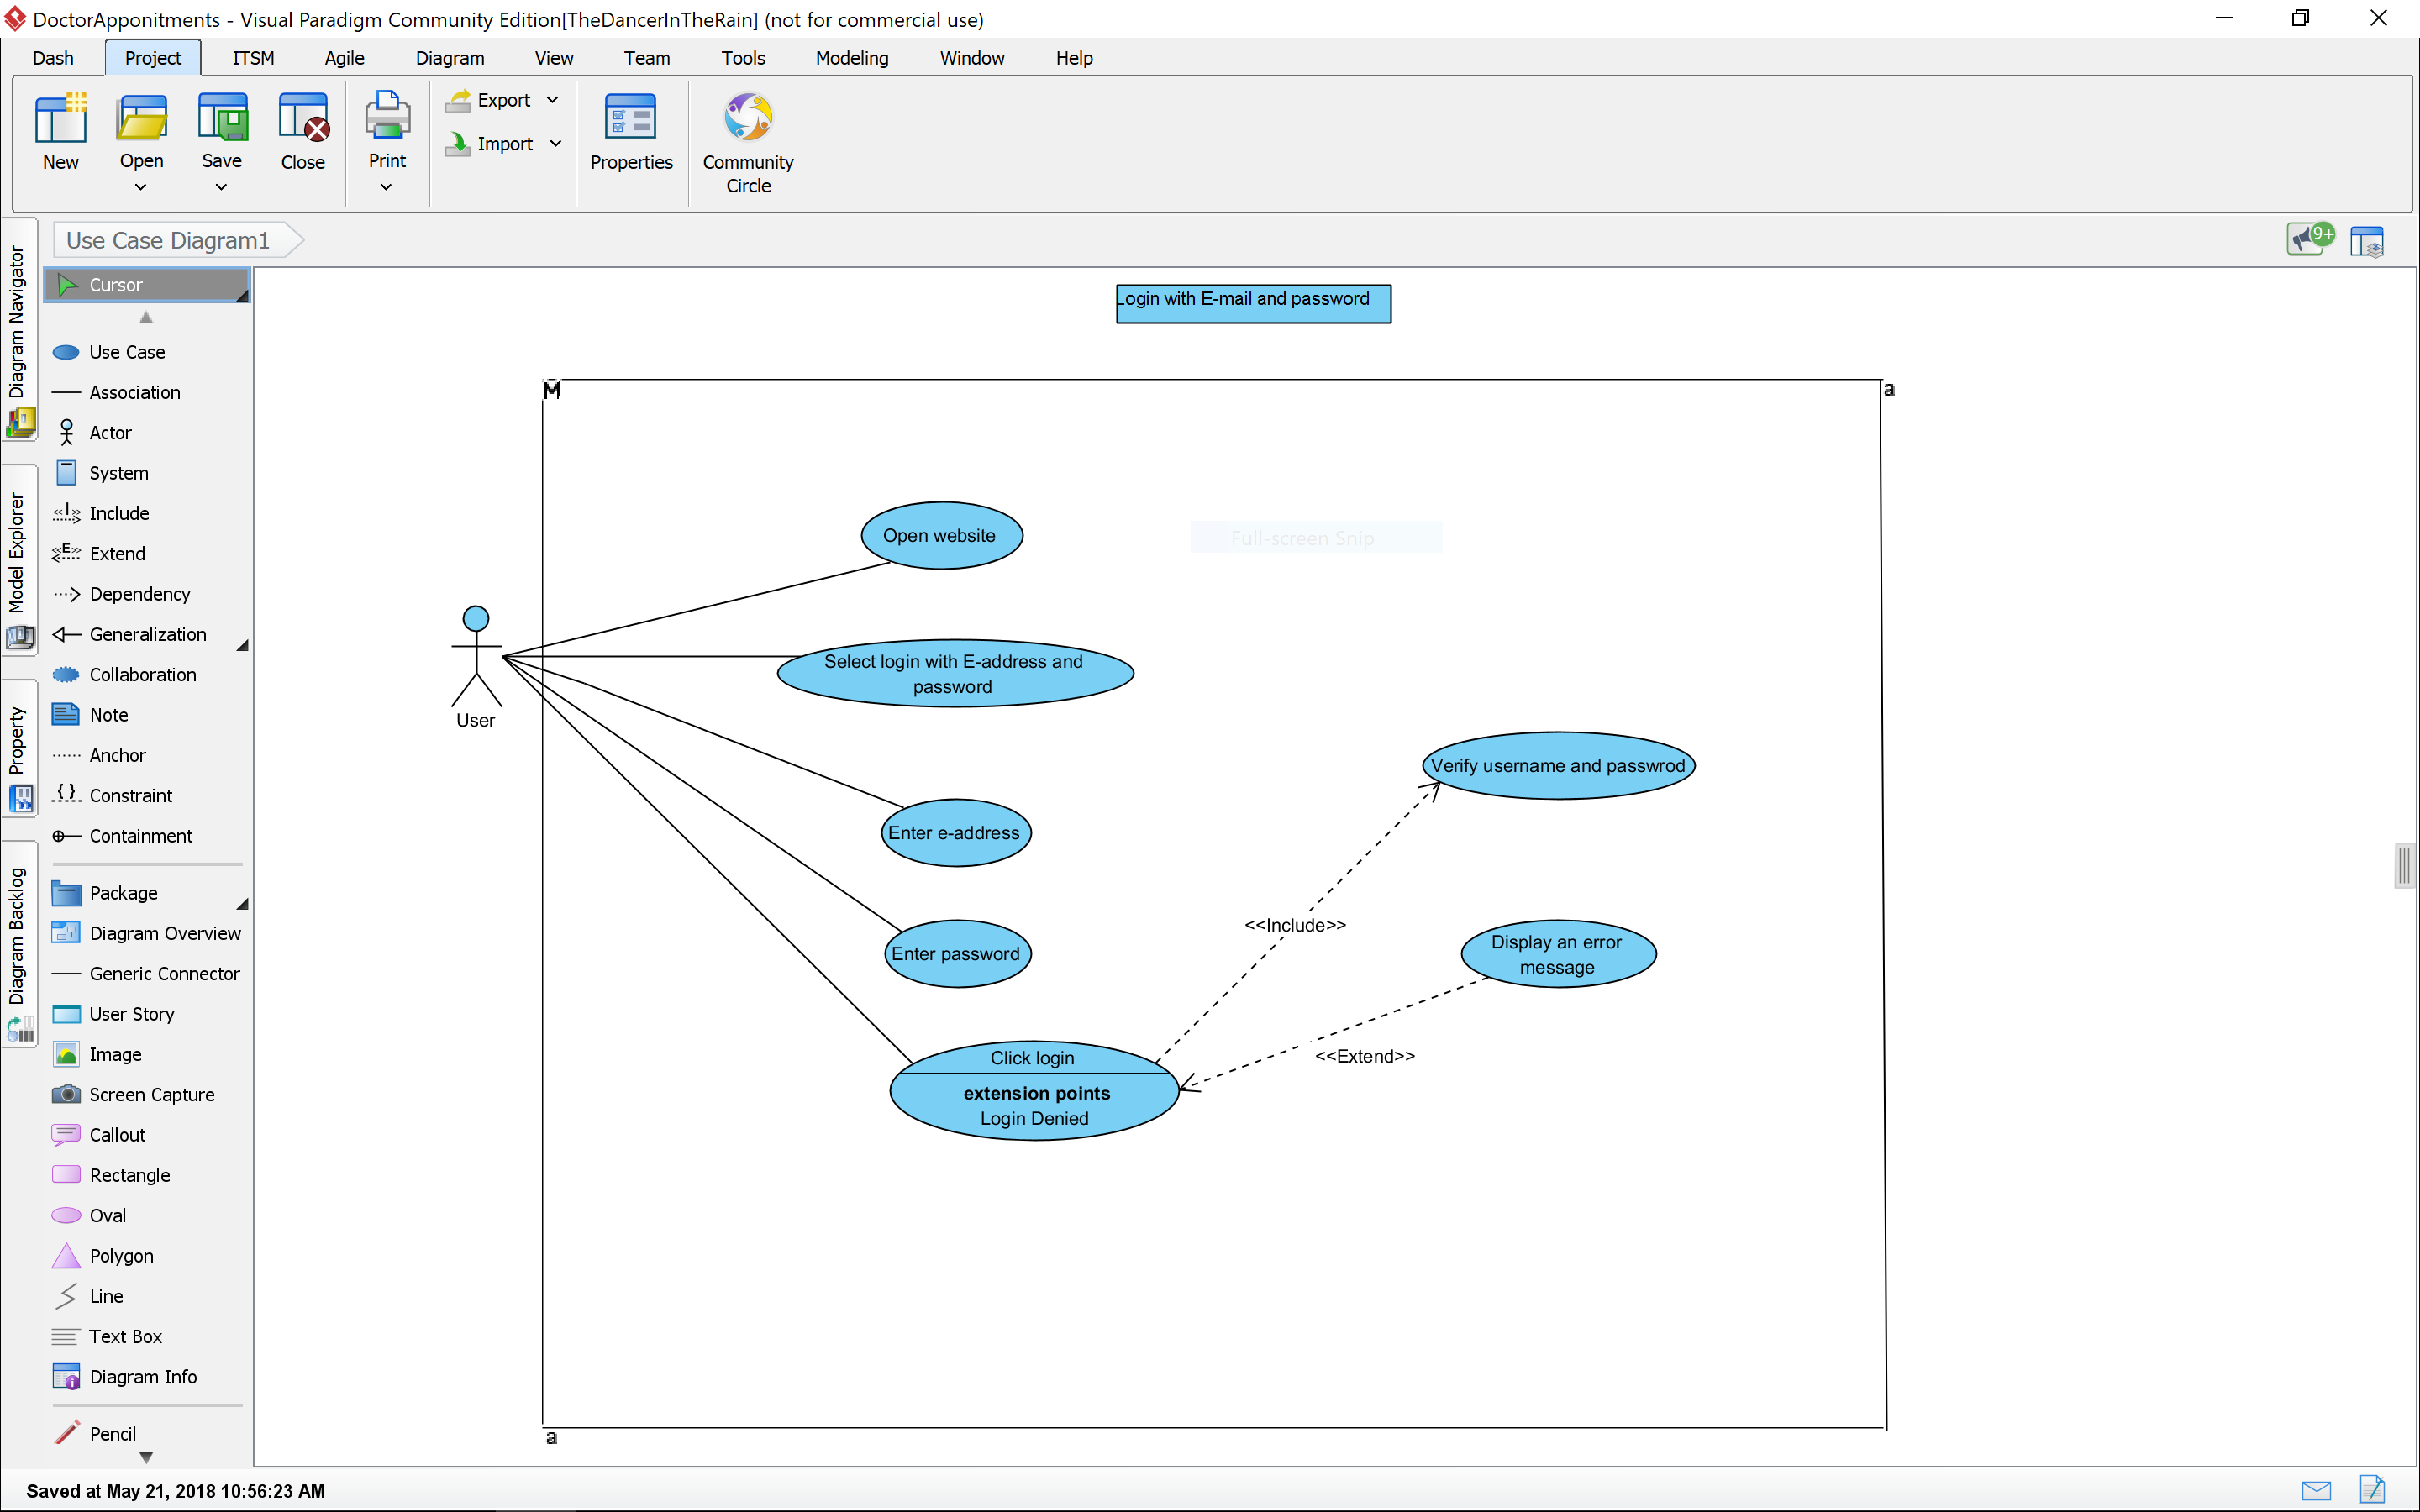 DoctorApponitments - Visual Paradigm Community Edition[TheDancerInTheRain] (not for commercial use)
Dash Project ITSM Agile Diagram View Team Tools Modeling Window Help
New Open Save Close Print Export Import Properties Community Circle
Use Case Diagram1
9+
Diagram Navigator
Model Explorer
Property
Diagram Backlog
Cursor
Use Case
Association
Actor
System
<<I>> Include
<<E>> Extend
Dependency
Generalization
Collaboration
Note
Anchor
Constraint
Containment
Package
Diagram Overview
Generic Connector
User Story
Image
Screen Capture
Callout
Rectangle
Oval
Polygon
Line
Text Box
Diagram Info
Pencil
Login with E-mail and password
M
a
Open website
Full-screen Snip
Select login with E-address and
password
User
Verify username and passwrod
Enter e-address
<<Include>>
Enter password
Display an error
message
<<Extend>>
Click login
extension points
Login Denied
a
Saved at May 21, 2018 10:56:23 AM